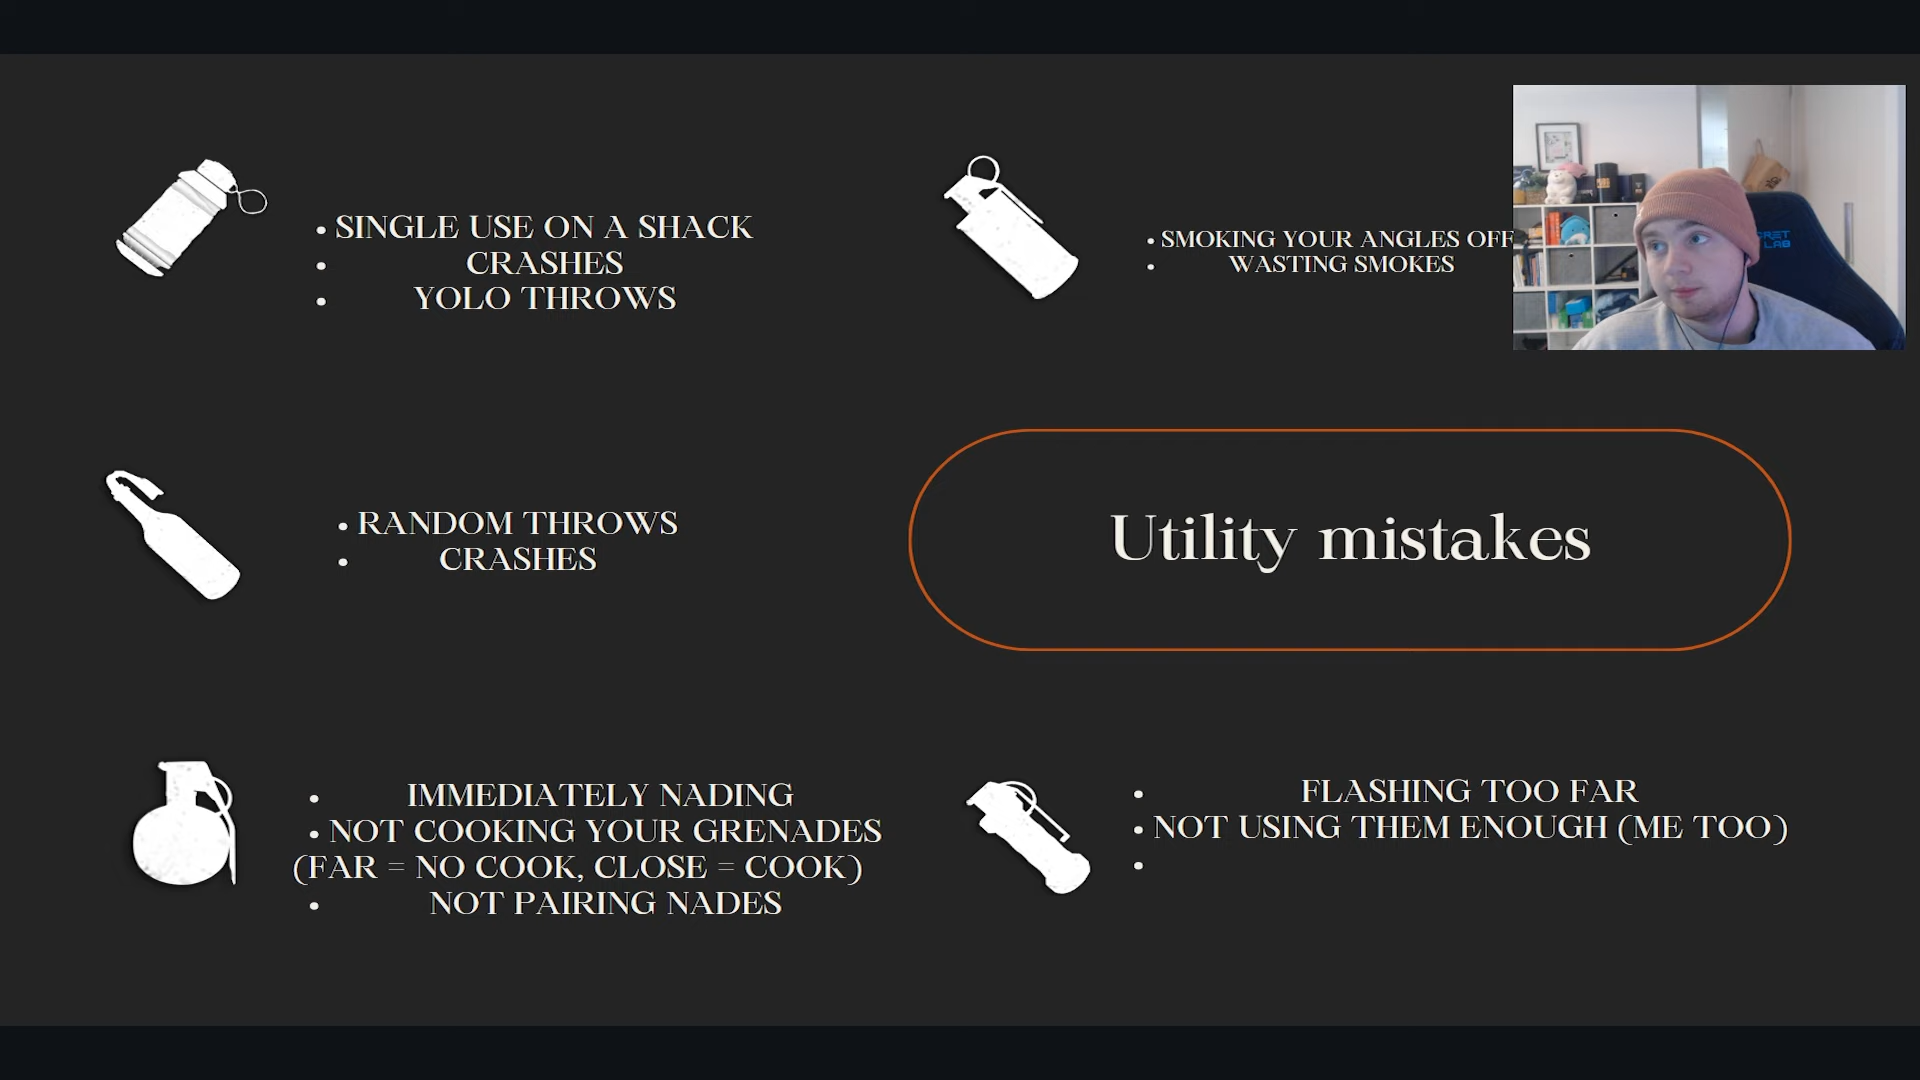 • SINGLE USE ON A SHACK
• CRASHES
• YOLO THROWS
• SMOKING YOUR ANGLES OFF
• WASTING SMOKES
• RANDOM THROWS
• CRASHES
Utility mistakes
• IMMEDIATELY NADING
• NOT COOKING YOUR GRENADES
(FAR = NO COOK, CLOSE = COOK)
• NOT PAIRING NADES
• FLASHING TOO FAR
• NOT USING THEM ENOUGH (ME TOO)
•